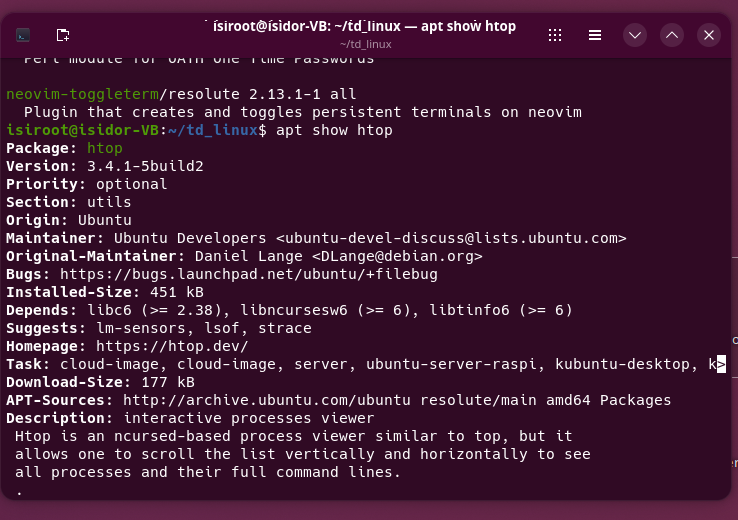 isiroot@isidor-VB: ~/td_linux — apt show htop
~/td_linux
Perl module for OATH One Time Passwords
neovim-toggleterm/resolute 2.13.1-1 all
Plugin that creates and toggles persistent terminals on neovim
isiroot@isidor-VB:~/td_linux$ apt show htop
Package: htop
Version: 3.4.1-5build2
Priority: optional
Section: utils
Origin: Ubuntu
Maintainer: Ubuntu Developers <ubuntu-devel-discuss@lists.ubuntu.com>
Original-Maintainer: Daniel Lange <DLange@debian.org>
Bugs: https://bugs.launchpad.net/ubuntu/+filebug
Installed-Size: 451 kB
Depends: libc6 (>= 2.38), libncursesw6 (>= 6), libtinfo6 (>= 6)
Suggests: lm-sensors, lsof, strace
Homepage: https://htop.dev/
Task: cloud-image, cloud-image, server, ubuntu-server-raspi, kubuntu-desktop, k>
Download-Size: 177 kB
APT-Sources: http://archive.ubuntu.com/ubuntu resolute/main amd64 Packages
Description: interactive processes viewer
Htop is an ncursed-based process viewer similar to top, but it
allows one to scroll the list vertically and horizontally to see
all processes and their full command lines.
.